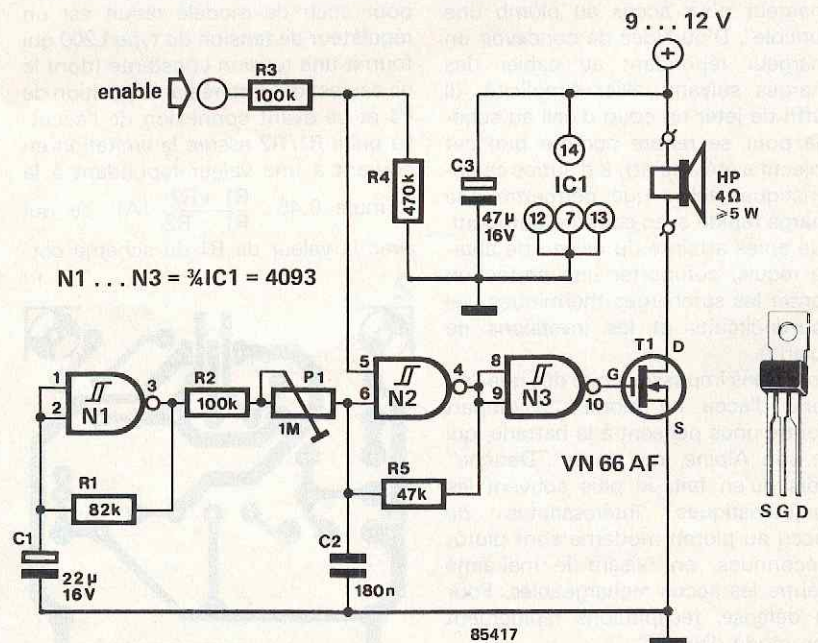 9 ... 12 V
+
enable
R3
100k
R4
470k
C3
47µ
16V
14
IC1
12 7 13
HP
4Ω
≥5 W
N1 . . . N3 = ¾IC1 = 4093
1
2
N1
3
R2
100k
P1
1M
5
6
N2
4
8
9
N3
10
T1
D
G
S
VN 66 AF
S G D
R1
82k
R5
47k
C1
22µ
16V
C2
180n
85417